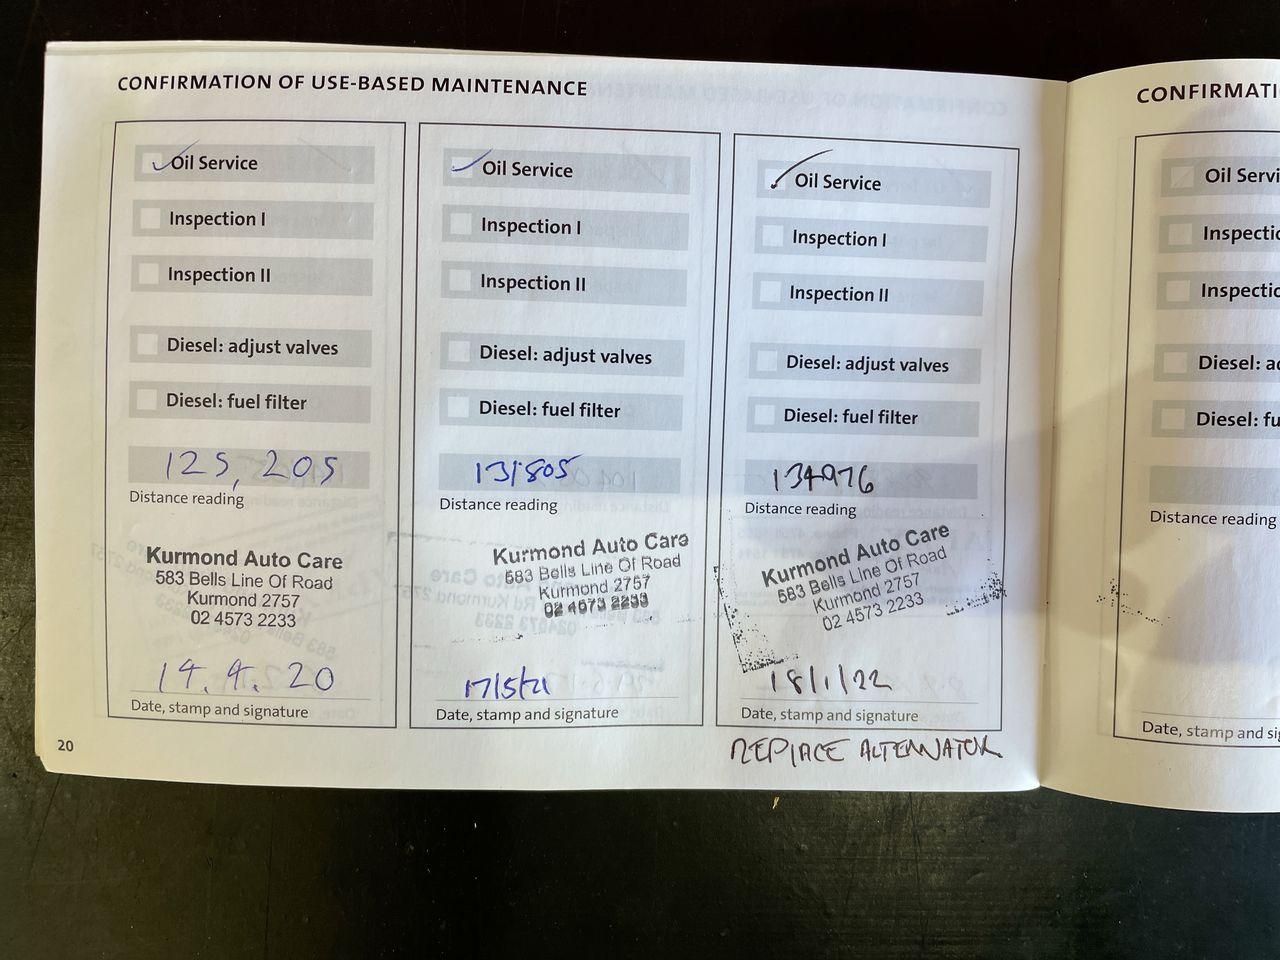 CONFIRMATION OF USE-BASED MAINTENANCE
Oil Service
Inspection I
Inspection II
Diesel: adjust valves
Diesel: fuel filter
125,205
Distance reading
Kurmond Auto Care
583 Bells Line Of Road
Kurmond 2757
02 4573 2233
14.4.20
Date, stamp and signature
Oil Service
Inspection I
Inspection II
Diesel: adjust valves
Diesel: fuel filter
131805
Distance reading
Kurmond Auto Care
583 Bells Line Of Road
Kurmond 2757
02 4573 2233
17/5/21
Date, stamp and signature
Oil Service
Inspection I
Inspection II
Diesel: adjust valves
Diesel: fuel filter
134976
Distance reading
Kurmond Auto Care
583 Bells Line Of Road
Kurmond 2757
02 4573 2233
18/1/22
Date, stamp and signature
REPLACE ALTERNATOR
20
CONFIRMATI
Oil Servi
Inspectio
Inspectio
Diesel: ad
Diesel: fu
Distance reading
Date, stamp and sig